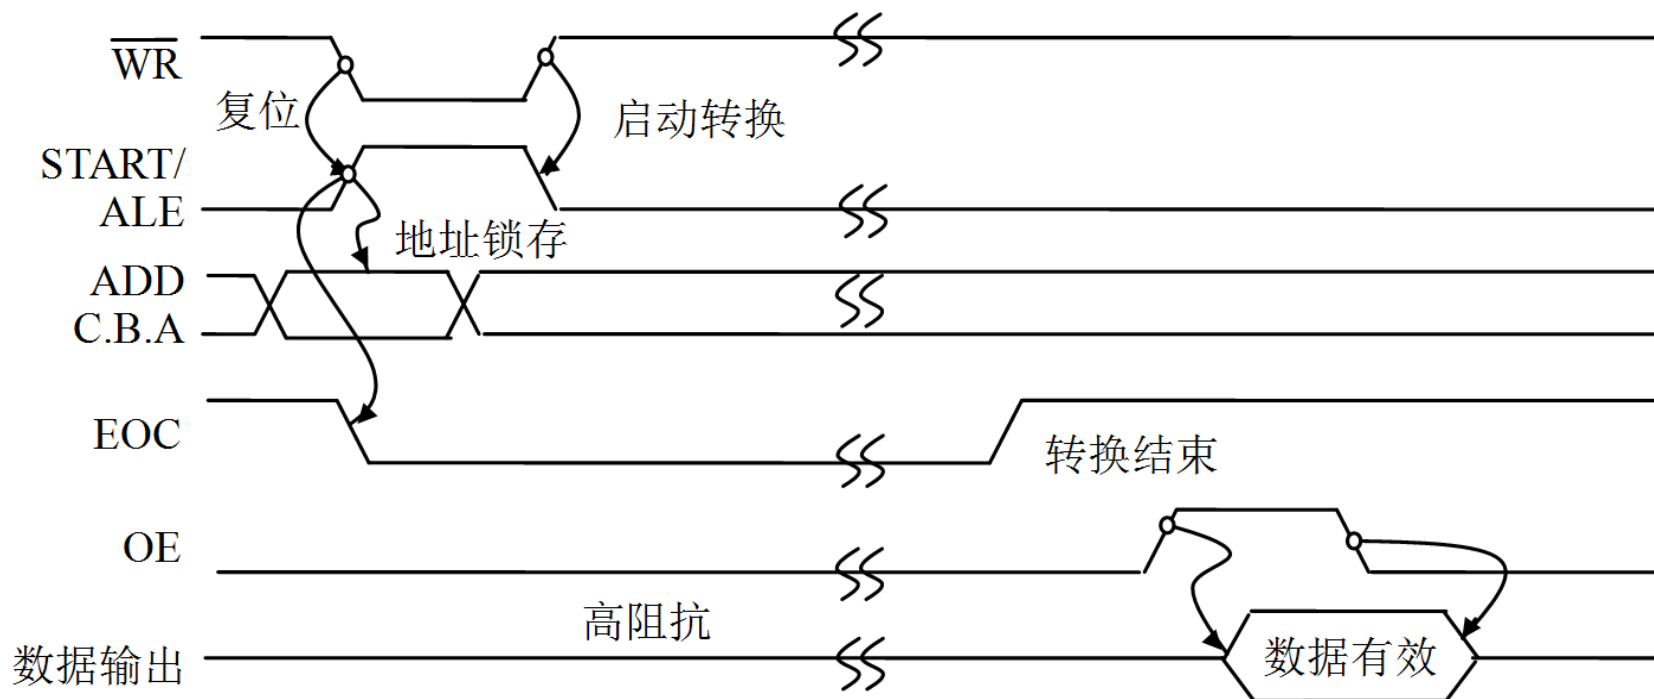 W̅R̅
复位
启动转换
START/
ALE
地址锁存
ADD
C.B.A
EOC
转换结束
OE
高阻抗
数据输出
数据有效